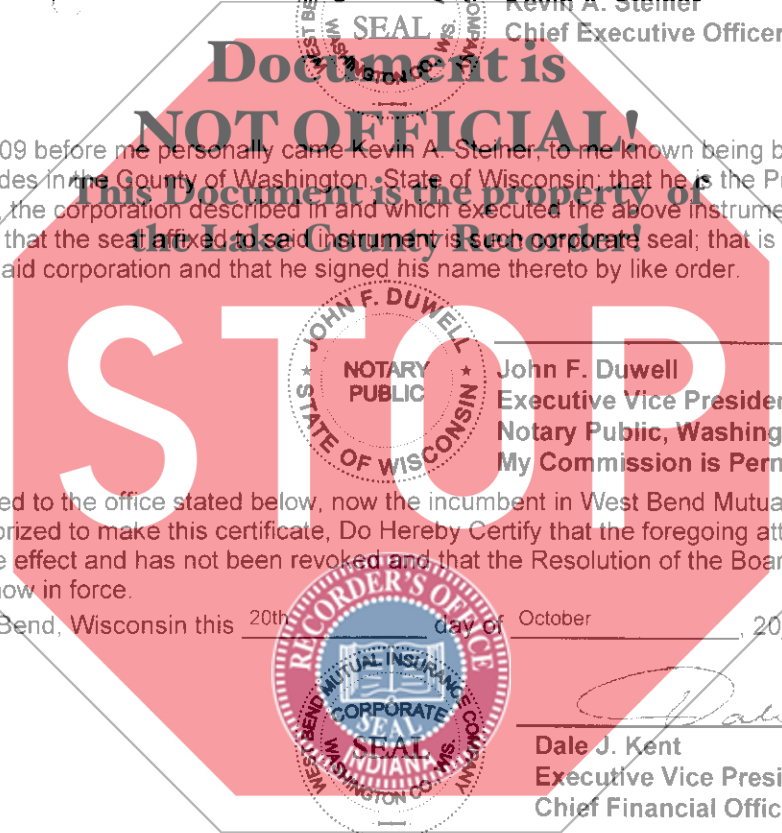 Kevin A. Steiner
SEAL
Chief Executive Officer
WASHINGTON CO., WIS.
Document is
NOT OFFICIAL!
This Document is the property of
the Lake County Recorder!
09 before me personally came Kevin A. Steiner, to me known being b
des in the County of Washington, State of Wisconsin; that he is the P
, the corporation described in and which executed the above instrume
that the seal affixed to said instrument is such corporate seal; that is
aid corporation and that he signed his name thereto by like order.
STOP
JOHN F. DUWELL
NOTARY
PUBLIC
STATE OF WISCONSIN
John F. Duwell
Executive Vice Presiden
Notary Public, Washing
My Commission is Perm
ed to the office stated below, now the incumbent in West Bend Mutua
orized to make this certificate, Do Hereby Certify that the foregoing att
e effect and has not been revoked and that the Resolution of the Boar
now in force.
Bend, Wisconsin this 20th day of October, 20
RECORDER'S OFFICE
SEAL
INDIANA
WEST BEND MUTUAL INSURANCE COMPANY
CORPORATE
SEAL
WASHINGTON CO., WIS.
Dale J. Kent
Executive Vice Presi
Chief Financial Offic